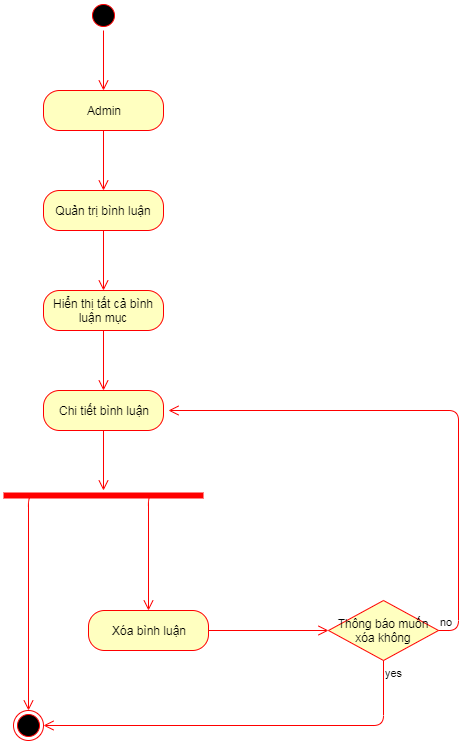 Admin
Quản trị bình luận
Hiển thị tất cả bình
luận mục
Chi tiết bình luận
Xóa bình luận
Thông báo muốn
xóa không
no
yes